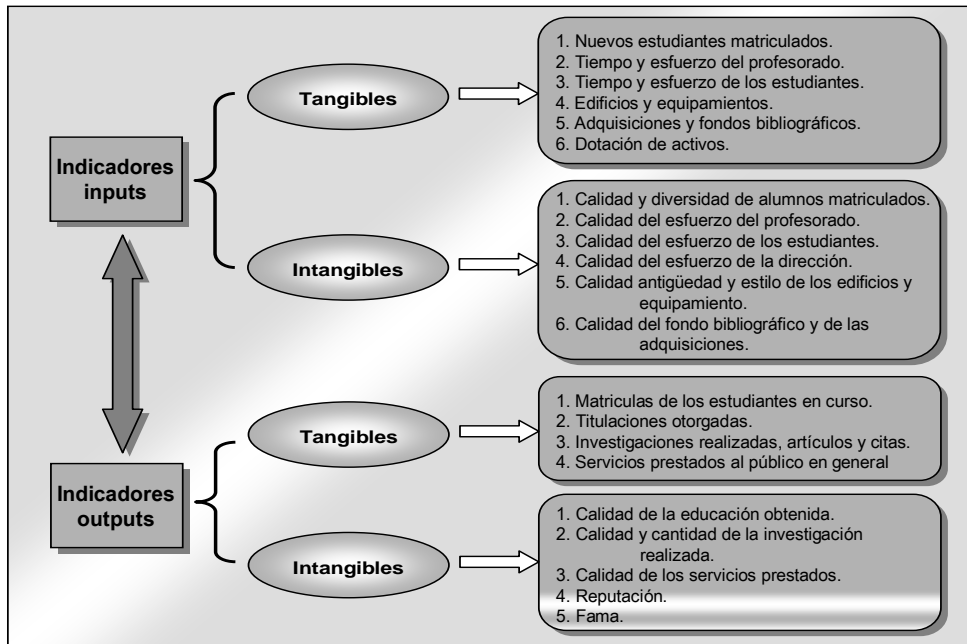 Indicadores
inputs
Tangibles
1. Nuevos estudiantes matriculados.
2. Tiempo y esfuerzo del profesorado.
3. Tiempo y esfuerzo de los estudiantes.
4. Edificios y equipamientos.
5. Adquisiciones y fondos bibliográficos.
6. Dotación de activos.
Intangibles
1. Calidad y diversidad de alumnos matriculados.
2. Calidad del esfuerzo del profesorado.
3. Calidad del esfuerzo de los estudiantes.
4. Calidad del esfuerzo de la dirección.
5. Calidad antigüedad y estilo de los edificios y
equipamiento.
6. Calidad del fondo bibliográfico y de las
adquisiciones.
Indicadores
outputs
Tangibles
1. Matriculas de los estudiantes en curso.
2. Titulaciones otorgadas.
3. Investigaciones realizadas, artículos y citas.
4. Servicios prestados al público en general
Intangibles
1. Calidad de la educación obtenida.
2. Calidad y cantidad de la investigación
realizada.
3. Calidad de los servicios prestados.
4. Reputación.
5. Fama.